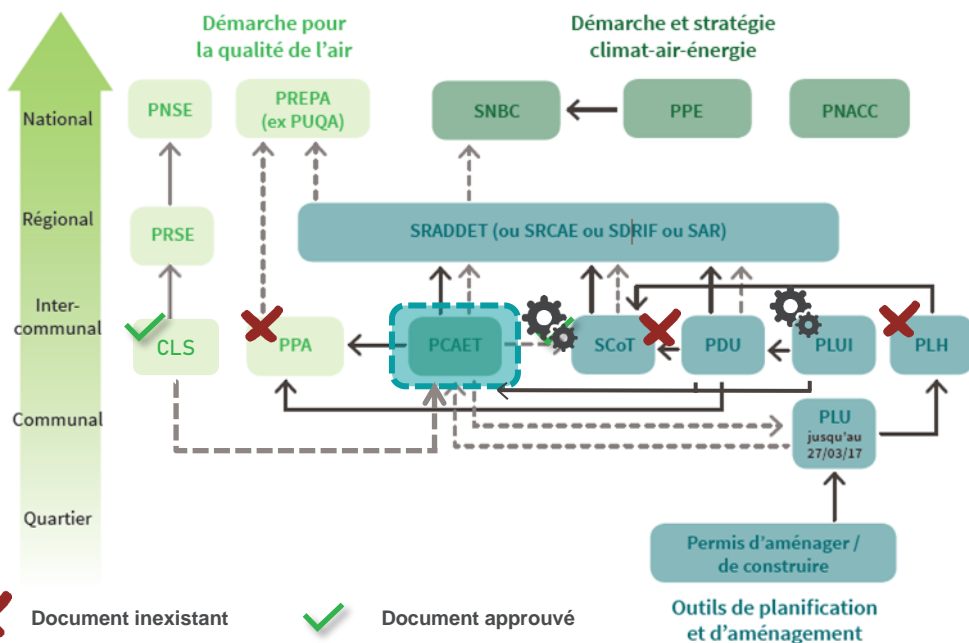 Démarche pour
la qualité de l'air
Démarche et stratégie
climat-air-énergie
National
PNSE
PREPA
(ex PUQA)
SNBC
PPE
PNACC
Régional
PRSE
SRADDET (ou SRCAE ou SDRIF ou SAR)
Inter-
communal
CLS
PPA
PCAET
SCoT
PDU
PLUI
PLH
Communal
PLU
jusqu'au
27/03/17
Quartier
Permis d'aménager /
de construire
Document inexistant
Document approuvé
Outils de planification
et d'aménagement